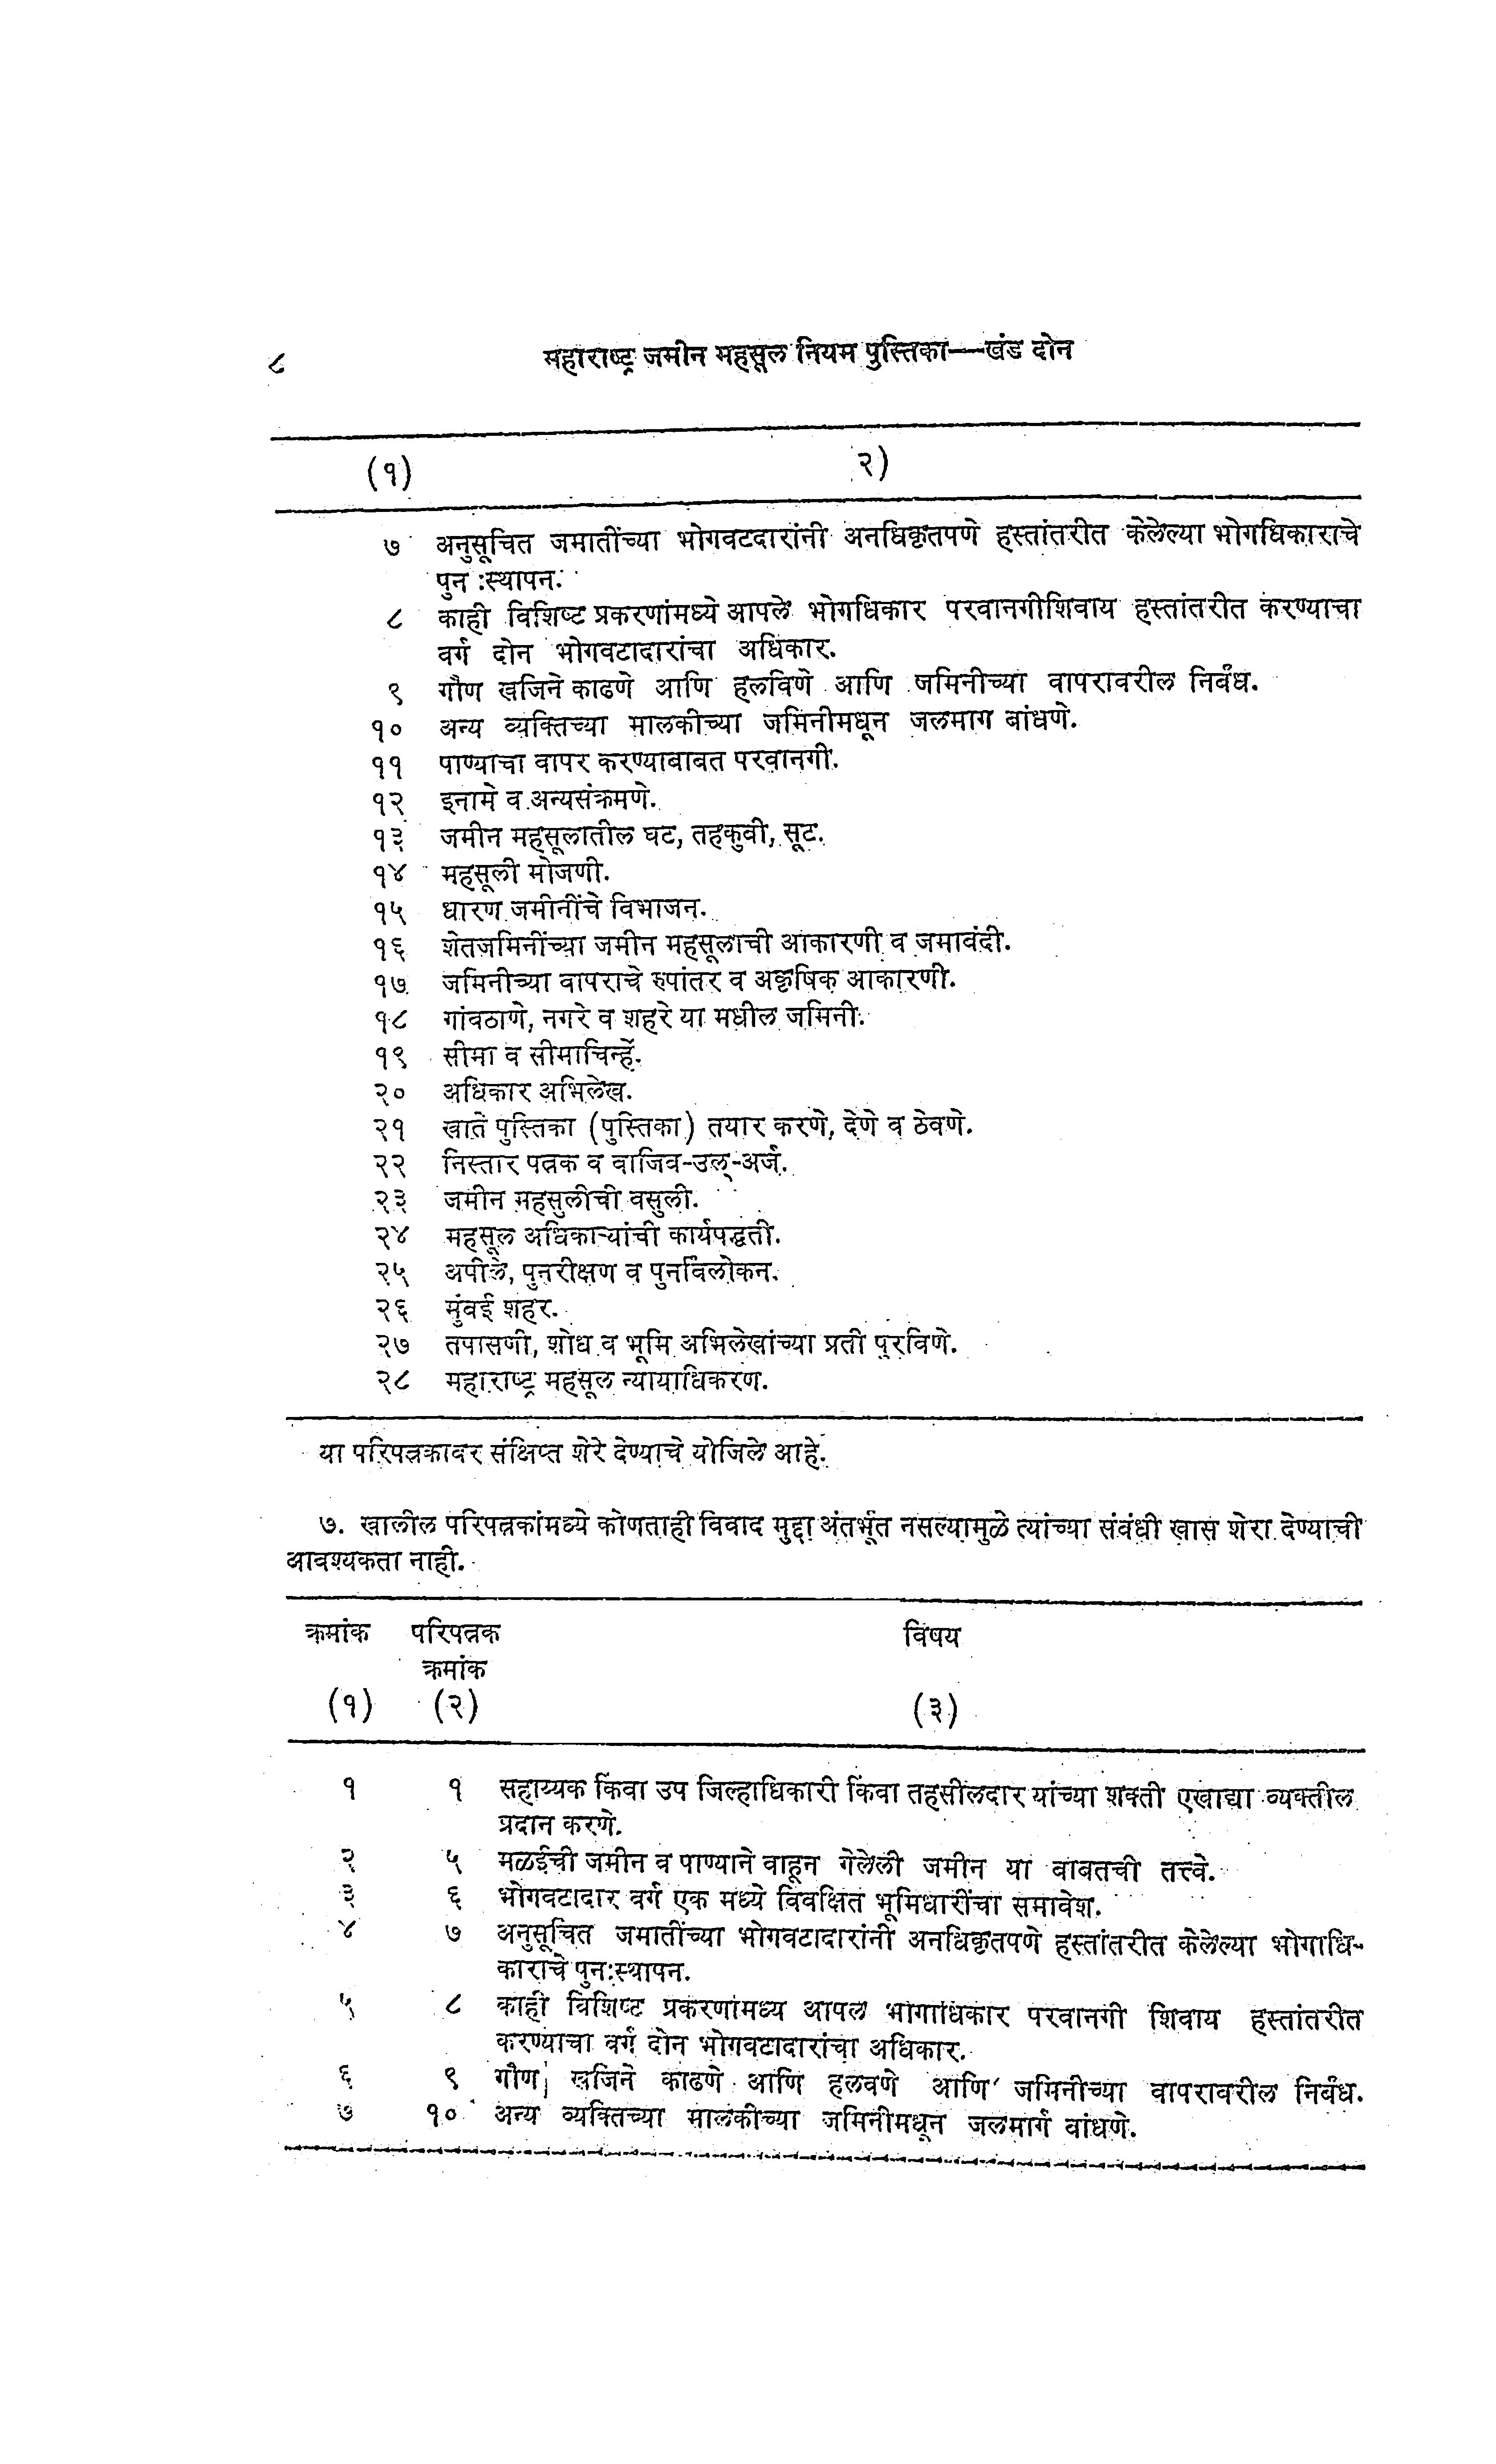 ८ महाराष्ट्र जमीन महसूल नियम पुस्तिका—खंड दोन
(१) २)
७ अनुसूचित जमातींच्या भोगवटदारांनी अनधिकृतपणे हस्तांतरीत केलेल्या भोगधिकाराचे
पुन :स्थापन.
८ काही विशिष्ट प्रकरणांमध्ये आपले भोगधिकार परवानगीशिवाय हस्तांतरीत करण्याचा
वर्ग दोन भोगवटादारांचा अधिकार.
९ गौण खजिने काढणे आणि हलविणे आणि जमिनीच्या वापरावरील निर्बंध.
१० अन्य व्यक्तिच्या मालकीच्या जमिनीमधून जलमाग बांधणे.
११ पाण्याचा वापर करण्याबाबत परवानगी.
१२ इनामे व अन्यसंक्रमणे.
१३ जमीन महसूलातील घट, तहकुबी, सूट.
१४ महसूली मोजणी.
१५ धारण जमीनींचे विभाजन.
१६ शेतजमिनींच्या जमीन महसूलाची आकारणी व जमाबंदी.
१७ जमिनीच्या वापराचे रुपांतर व अकृषिक आकारणी.
१८ गांवठाणे, नगरे व शहरे या मधील जमिनी.
१९ सीमा व सीमाचिन्हें.
२० अधिकार अभिलेख.
२१ खाते पुस्तिका (पुस्तिका) तयार करणे, देणे व ठेवणे.
२२ निस्तार पत्रक व वाजिब-उल्-अर्ज.
२३ जमीन महसुलीची वसुली.
२४ महसूल अधिकाऱ्यांची कार्यपद्धती.
२५ अपीले, पुनरीक्षण व पुनर्विलोकन.
२६ मुंबई शहर.
२७ तपासणी, शोध व भूमि अभिलेखांच्या प्रती पुरविणे.
२८ महाराष्ट्र महसूल न्यायाधिकरण.
या परिपत्रकावर संक्षिप्त शेरे देण्याचे योजिले आहे.
७. खालील परिपत्रकांमध्ये कोणताही विवाद मुद्दा अंतर्भूत नसल्यामुळे त्यांच्या संबंधी खास शेरा देण्याची
आवश्यकता नाही.
क्रमांक परिपत्रक विषय
क्रमांक
(१) (२) (३)
१ १ सहाय्यक किंवा उप जिल्हाधिकारी किंवा तहसीलदार यांच्या शक्ती एखाद्या व्यक्तील
प्रदान करणे.
२ ५ मळईची जमीन व पाण्याने वाहून गेलेली जमीन या बाबतची तत्त्वे.
३ ६ भोगवटादार वर्ग एक मध्ये विवक्षित भूमिधारींचा समावेश.
४ ७ अनुसूचित जमातींच्या भोगवटादारांनी अनधिकृतपणे हस्तांतरीत केलेल्या भोगाधि-
काराचे पुन:स्थापन.
५ ८ काही विशिष्ट प्रकरणांमध्य आपल भोगाधिकार परवानगी शिवाय हस्तांतरीत
करण्याचा वर्ग दोन भोगवटादारांचा अधिकार.
६ ९ गौण खजिने काढणे आणि हलवणे आणि जमिनीच्या वापरावरील निर्बंध.
७ १० अन्य व्यक्तिच्या मालकीच्या जमिनीमधून जलमार्ग बांधणे.